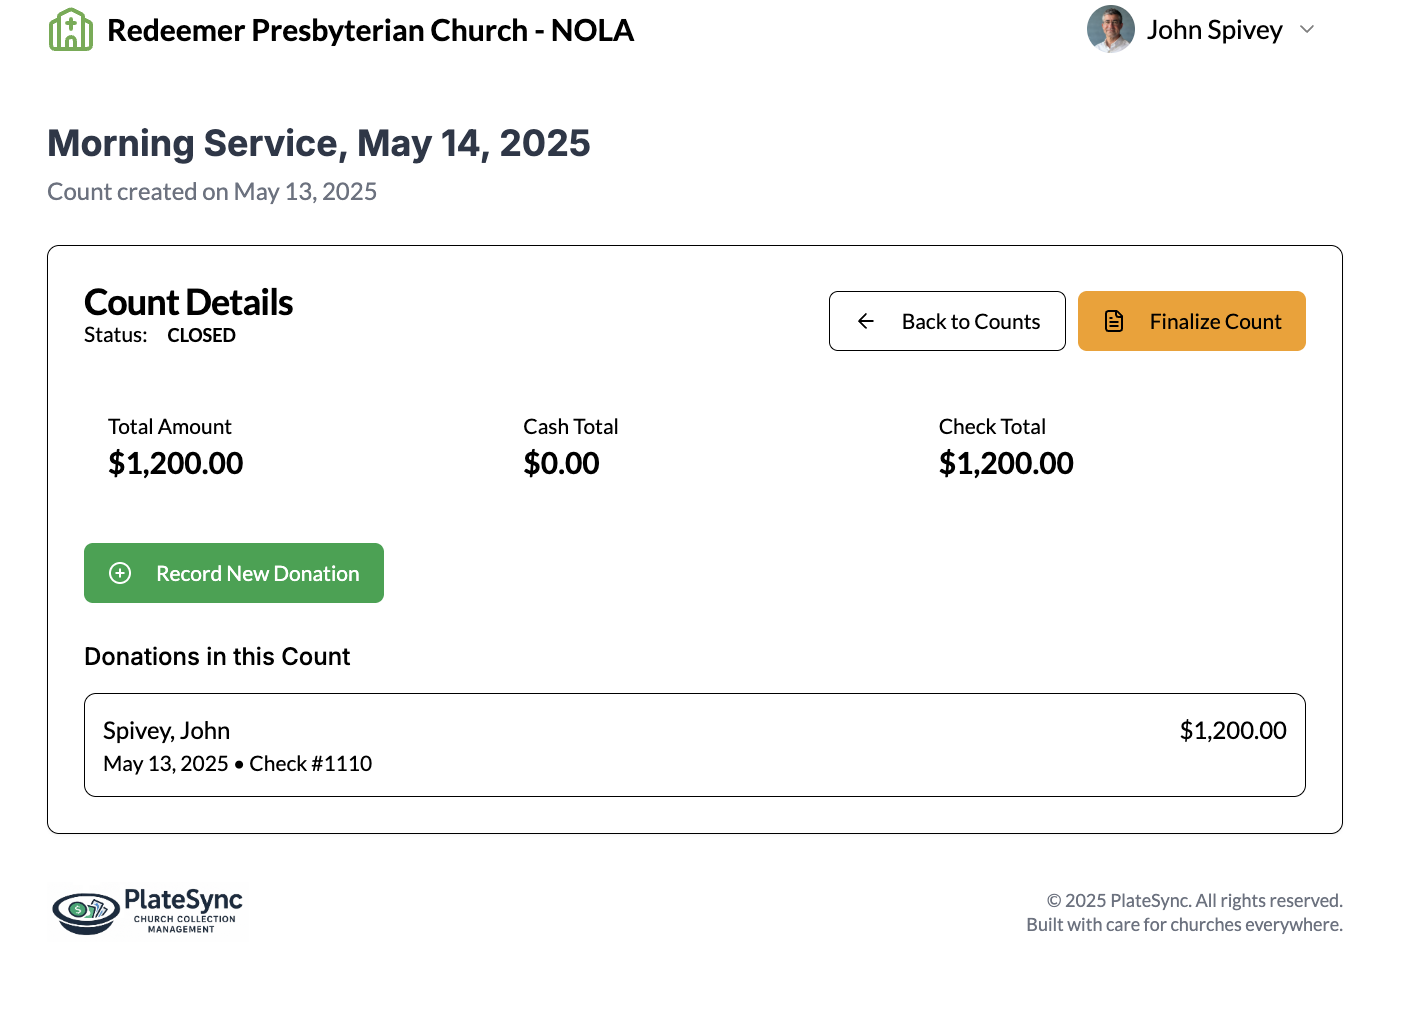 Redeemer Presbyterian Church - NOLA
John Spivey
Morning Service, May 14, 2025
Count created on May 13, 2025
Count Details
Status: CLOSED
Back to Counts
Finalize Count
Total Amount
$1,200.00
Cash Total
$0.00
Check Total
$1,200.00
Record New Donation
Donations in this Count
Spivey, John
$1,200.00
May 13, 2025 • Check #1110
PlateSync
CHURCH COLLECTION
MANAGEMENT
© 2025 PlateSync. All rights reserved.
Built with care for churches everywhere.